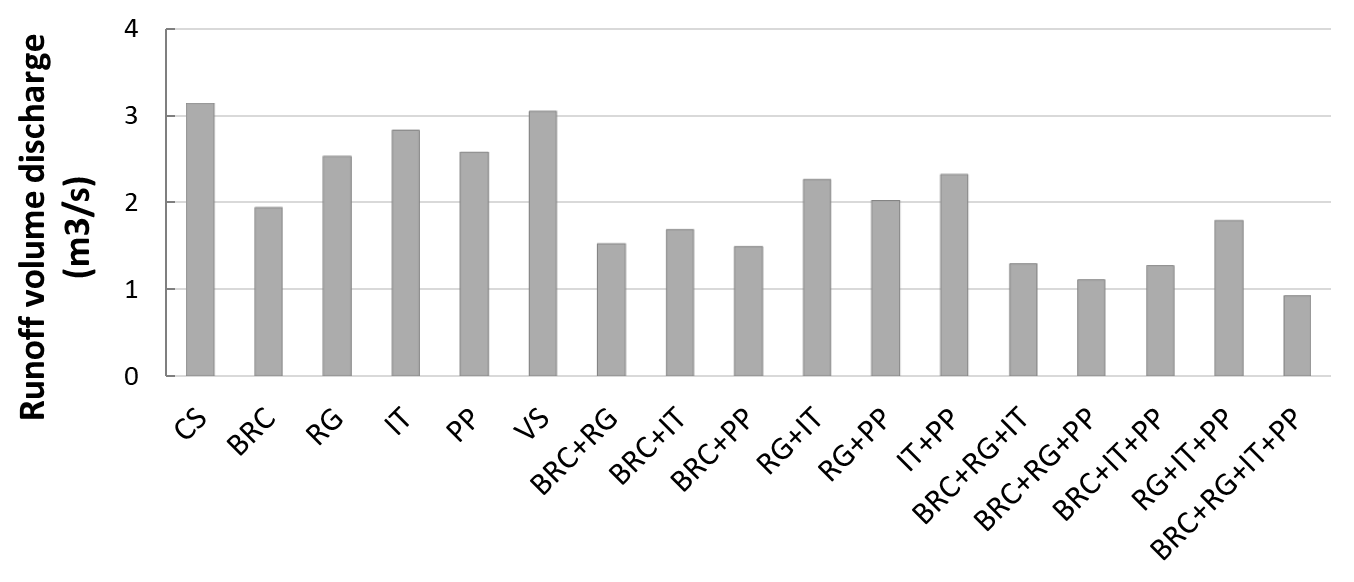 Runoff volume discharge
(m3/s)
4
3
2
1
0
CS
BRC
RG
IT
PP
VS
BRC+RG
BRC+IT
BRC+PP
RG+IT
RG+PP
IT+PP
BRC+RG+IT
BRC+RG+PP
BRC+IT+PP
RG+IT+PP
BRC+RG+IT+PP